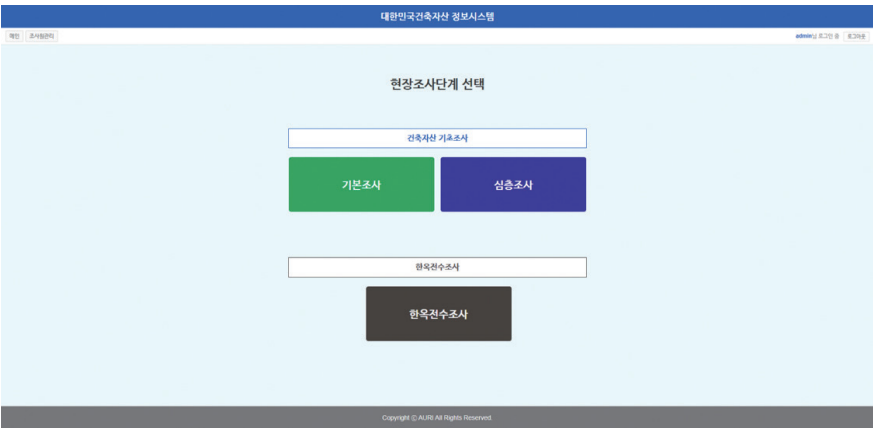 대한민국건축자산 정보시스템
메인 조사원관리 admin님 로그인 중 로그아웃
현장조사단계 선택
건축자산 기초조사
기본조사 심층조사
한옥전수조사
한옥전수조사
Copyright ⓒ AURI All Rights Reserved.